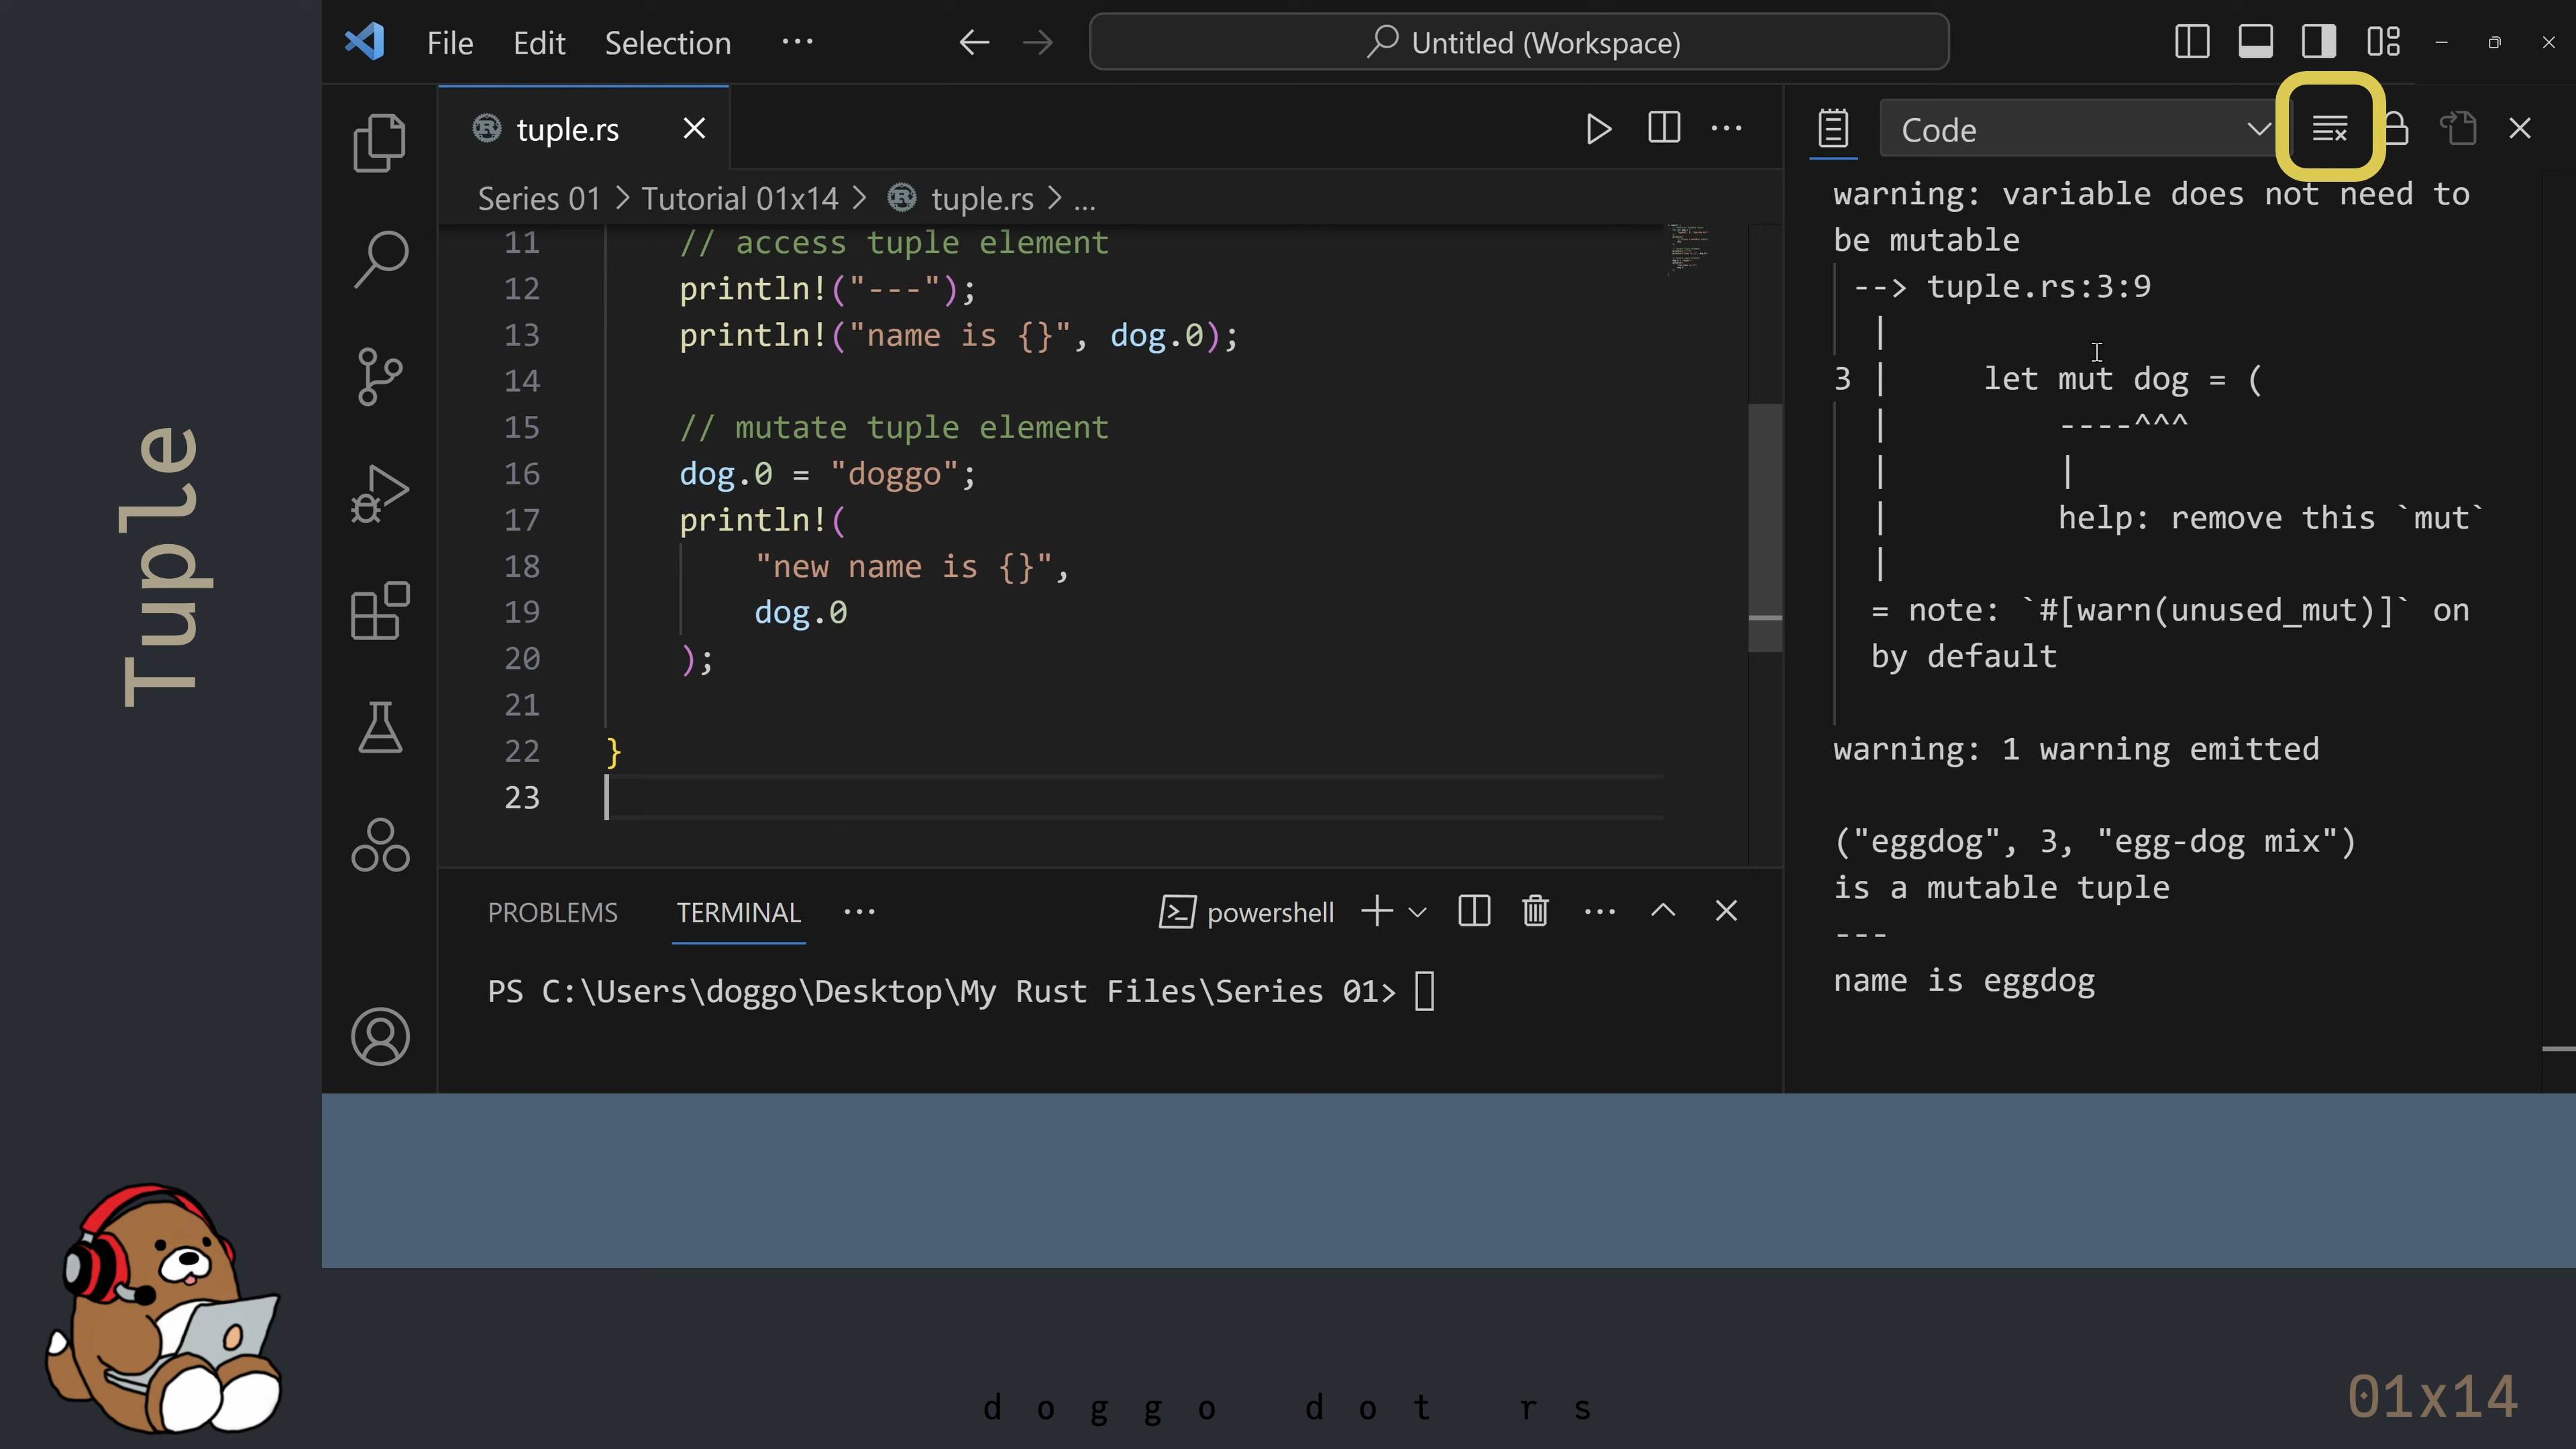 Tuple
File Edit Selection ···
Untitled (Workspace)
tuple.rs
Series 01 > Tutorial 01x14 > tuple.rs > ...
11 // access tuple element
12 println!("---");
13 println!("name is {}", dog.0);
14
15 // mutate tuple element
16 dog.0 = "doggo";
17 println!(
18 "new name is {}",
19 dog.0
20 );
21
22 }
23
PROBLEMS TERMINAL ···
powershell
PS C:\Users\doggo\Desktop\My Rust Files\Series 01>
Code
warning: variable does not need to
be mutable
--> tuple.rs:3:9
|
3 | let mut dog = (
| ----^^^
| |
| help: remove this `mut`
|
= note: `#[warn(unused_mut)]` on
by default
warning: 1 warning emitted
("eggdog", 3, "egg-dog mix")
is a mutable tuple
---
name is eggdog
doggo dot rs
01x14